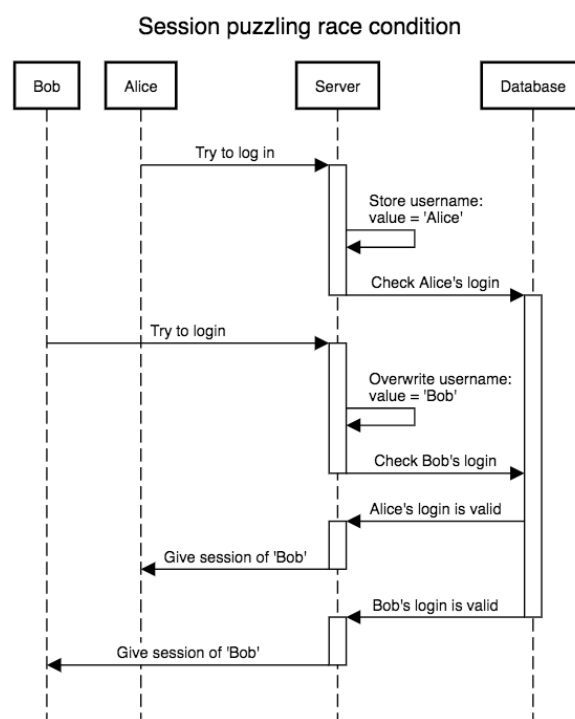 Session puzzling race condition
Bob
Alice
Server
Database
Try to log in
Store username:
value = 'Alice'
Check Alice's login
Try to login
Overwrite username:
value = 'Bob'
Check Bob's login
Alice's login is valid
Give session of 'Bob'
Bob's login is valid
Give session of 'Bob'